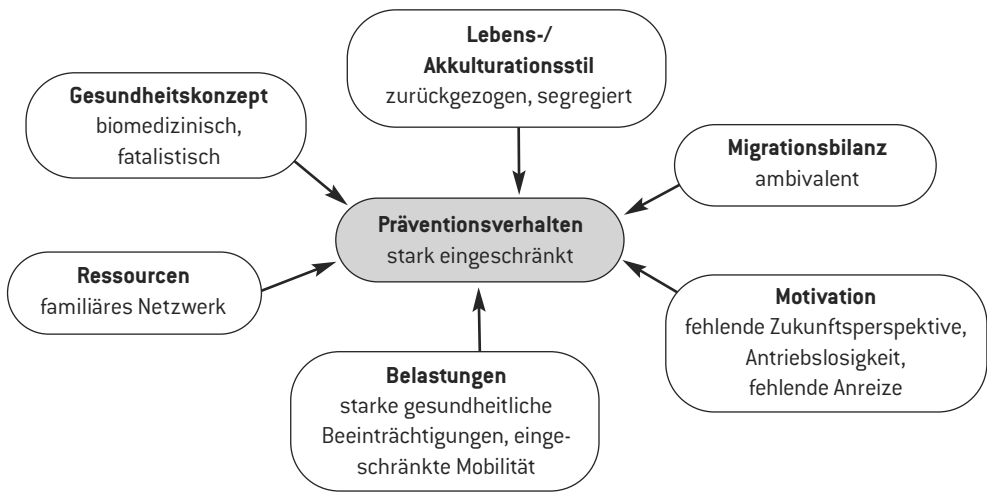 Lebens-/
Akkulturationsstil
zurückgezogen, segregiert
Gesundheitskonzept
biomedizinisch,
fatalistisch
Migrationsbilanz
ambivalent
Präventionsverhalten
stark eingeschränkt
Ressourcen
familiäres Netzwerk
Motivation
fehlende Zukunftsperspektive,
Antriebslosigkeit,
fehlende Anreize
Belastungen
starke gesundheitliche
Beeinträchtigungen, einge-
schränkte Mobilität